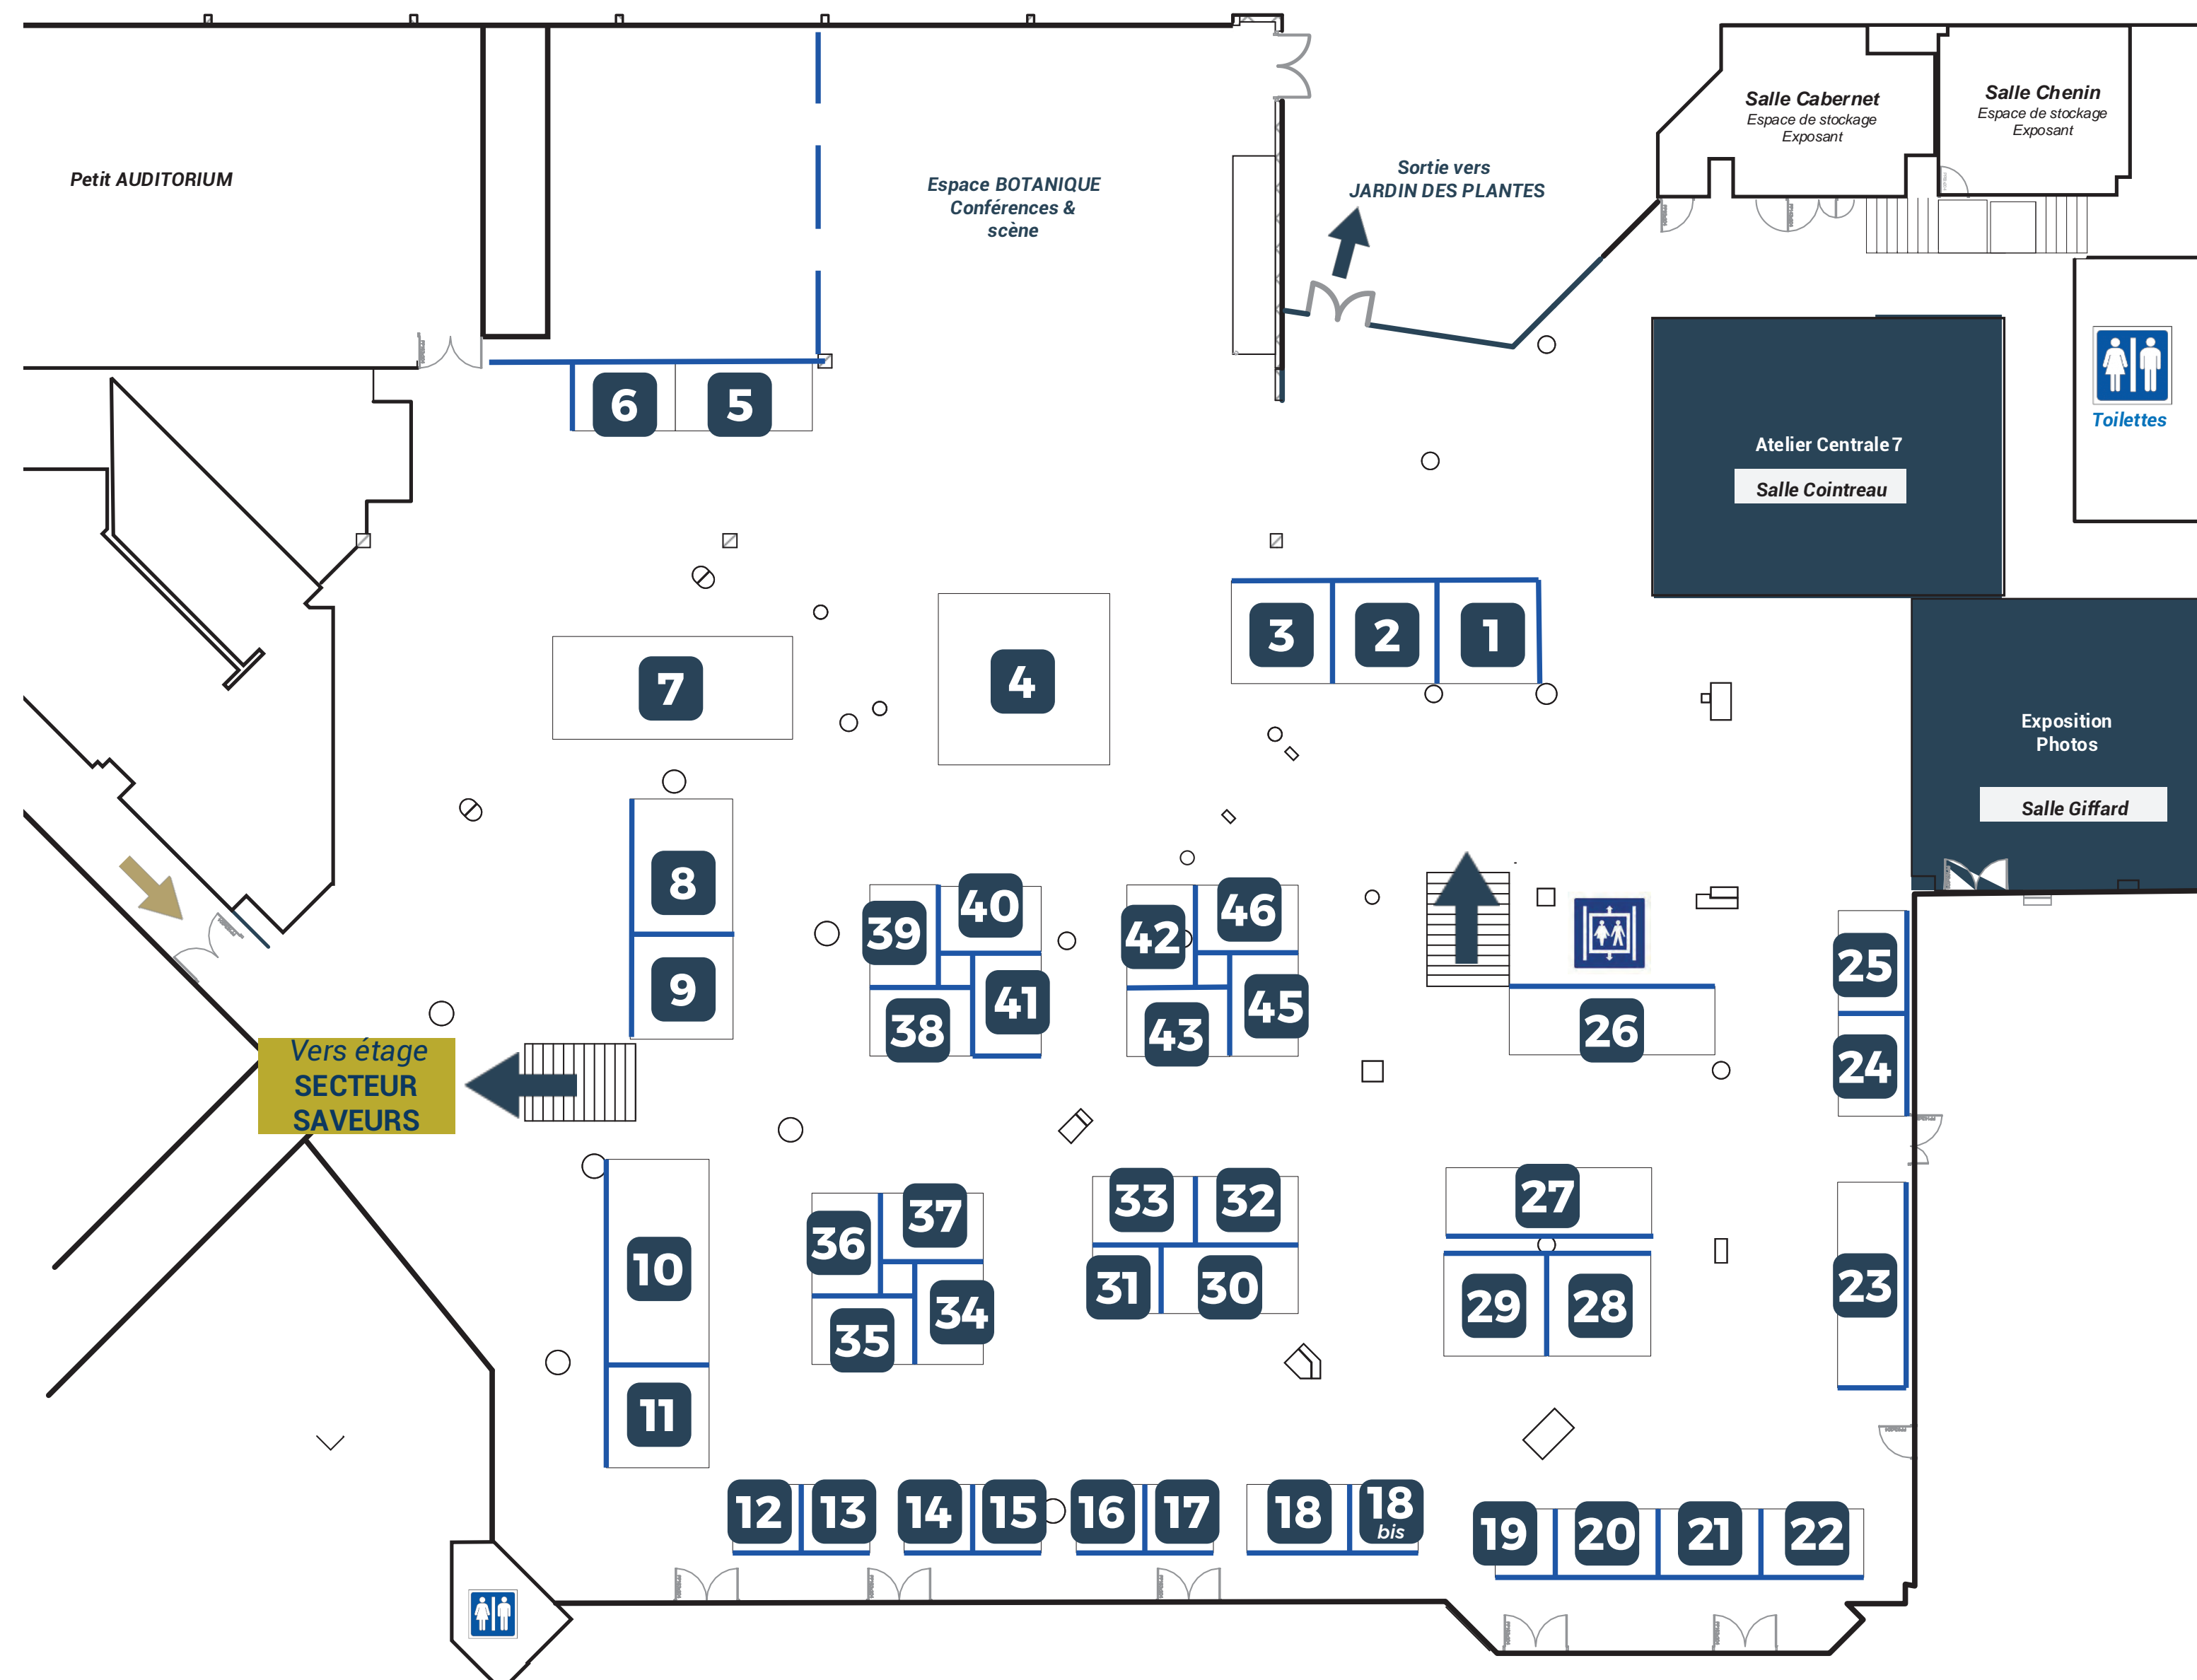 Petit AUDITORIUM
Espace BOTANIQUE
Conférences &
scène
Sortie vers
JARDIN DES PLANTES
Salle Cabernet
Espace de stockage
Exposant
Salle Chenin
Espace de stockage
Exposant
Toilettes
6
5
Atelier Centrale 7
Salle Cointreau
3
2
1
7
4
Exposition
Photos
Salle Giffard
8
9
39
40
38
41
42
46
43
45
26
25
24
Vers étage
SECTEUR
SAVEURS
10
11
36
37
35
34
33
32
31
30
27
29
28
23
12
13
14
15
16
17
18
18
bis
19
20
21
22